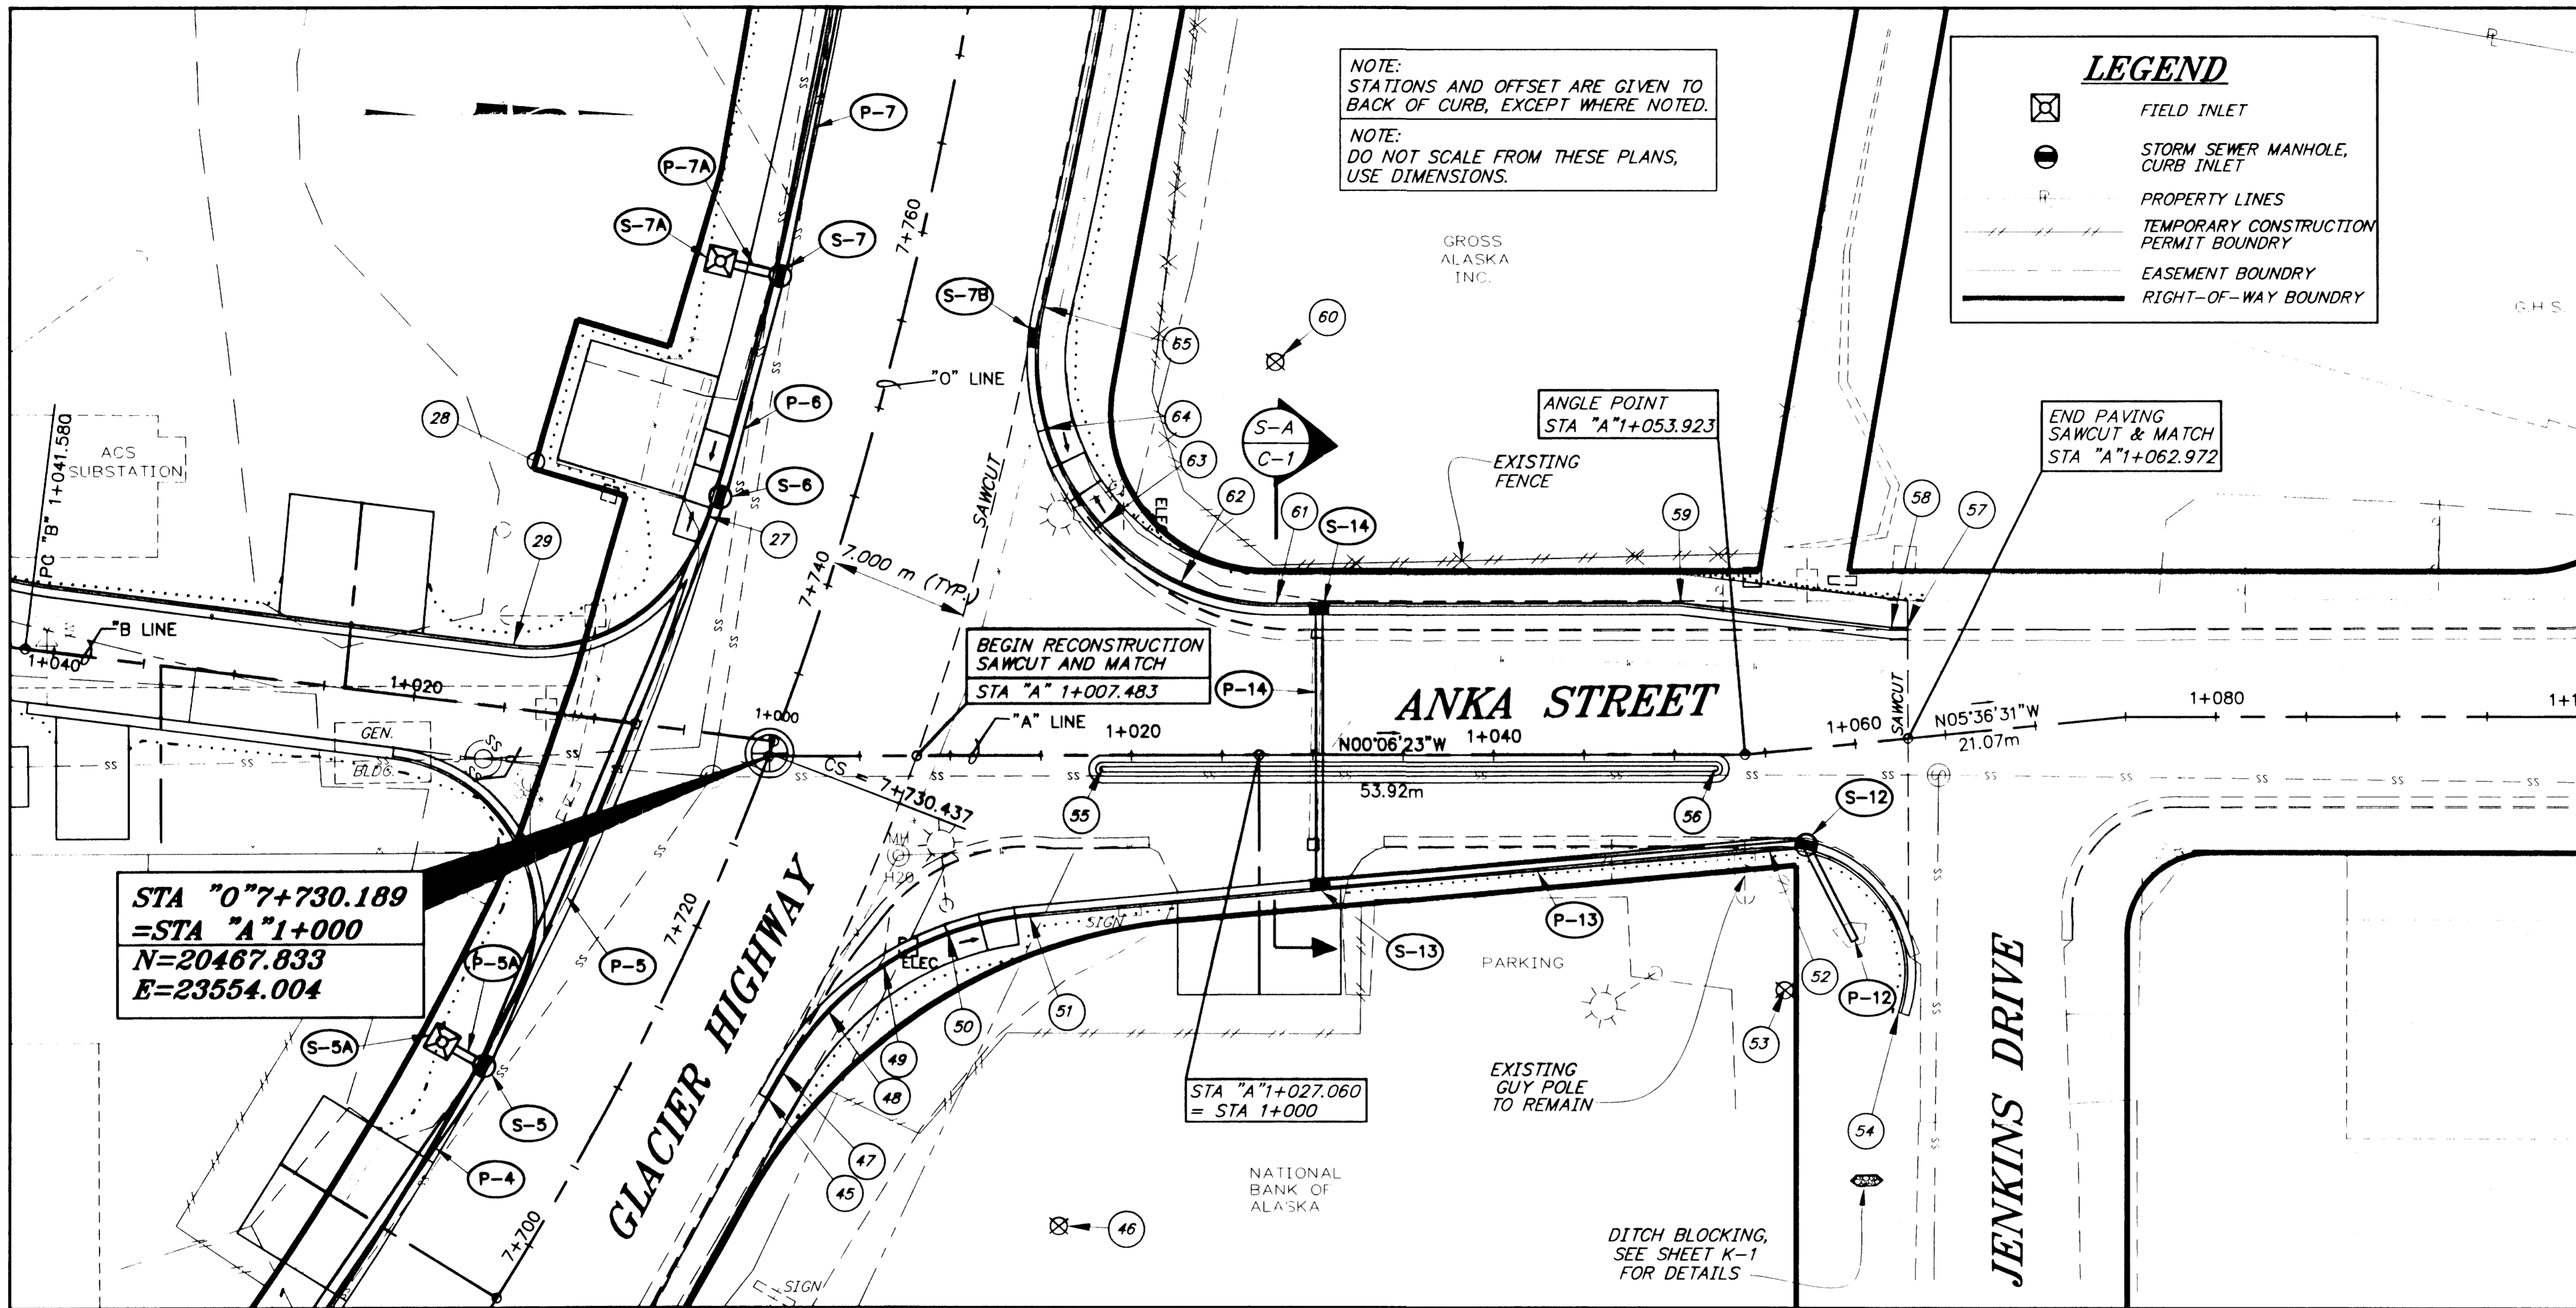 NOTE:
STATIONS AND OFFSET ARE GIVEN TO
BACK OF CURB, EXCEPT WHERE NOTED.
NOTE:
DO NOT SCALE FROM THESE PLANS,
USE DIMENSIONS.
LEGEND
FIELD INLET
STORM SEWER MANHOLE,
CURB INLET
PROPERTY LINES
TEMPORARY CONSTRUCTION
PERMIT BOUNDRY
EASEMENT BOUNDRY
RIGHT-OF-WAY BOUNDRY
G.H.S.
P-7
P-7A
S-7A
S-7
7+760
S-7B
"O" LINE
P-6
S-6
28
27
29
65
64
63
62
61
60
59
58
57
GROSS
ALASKA
INC.
S-A
C-1
ELEC
S-14
EXISTING
FENCE
ANGLE POINT
STA "A"1+053.923
END PAVING
SAWCUT & MATCH
STA "A"1+062.972
ACS
SUBSTATION
PC "B" 1+041.580
"B LINE
1+040
1+020
1+000
7+740
7.000 m (TYP.)
SAWCUT
BEGIN RECONSTRUCTION
SAWCUT AND MATCH
STA "A" 1+007.483
"A" LINE
1+020
P-14
ANKA STREET
N00°06'23"W
1+040
53.92m
1+060
SAWCUT
N05°36'31"W
21.07m
1+080
GEN.
BLDG.
CS = 7+730.437
MH
H20
55
56
S-12
STA "O"7+730.189
=STA "A"1+000
N=20467.833
E=23554.004
P-5A
P-5
S-5A
S-5
P-4
7+720
7+700
GLACIER HIGHWAY
ELEC
SIGN
51
50
49
48
47
45
46
S-13
P-13
PARKING
52
53
P-12
54
STA "A"1+027.060
= STA 1+000
EXISTING
GUY POLE
TO REMAIN
NATIONAL
BANK OF
ALASKA
DITCH BLOCKING,
SEE SHEET K-1
FOR DETAILS
JENKINS DRIVE
SIGN